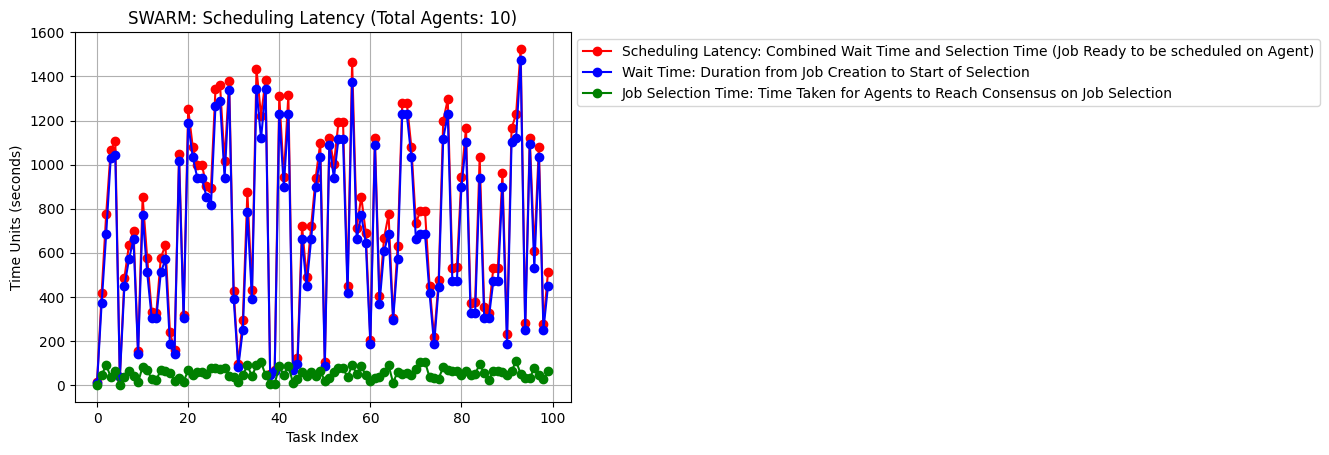 SWARM: Scheduling Latency (Total Agents: 10)
Scheduling Latency: Combined Wait Time and Selection Time (Job Ready to be scheduled on Agent)
Wait Time: Duration from Job Creation to Start of Selection
Job Selection Time: Time Taken for Agents to Reach Consensus on Job Selection
Time Units (seconds)
1600
1400
1200
1000
800
600
400
200
0
0 20 40 60 80 100
Task Index